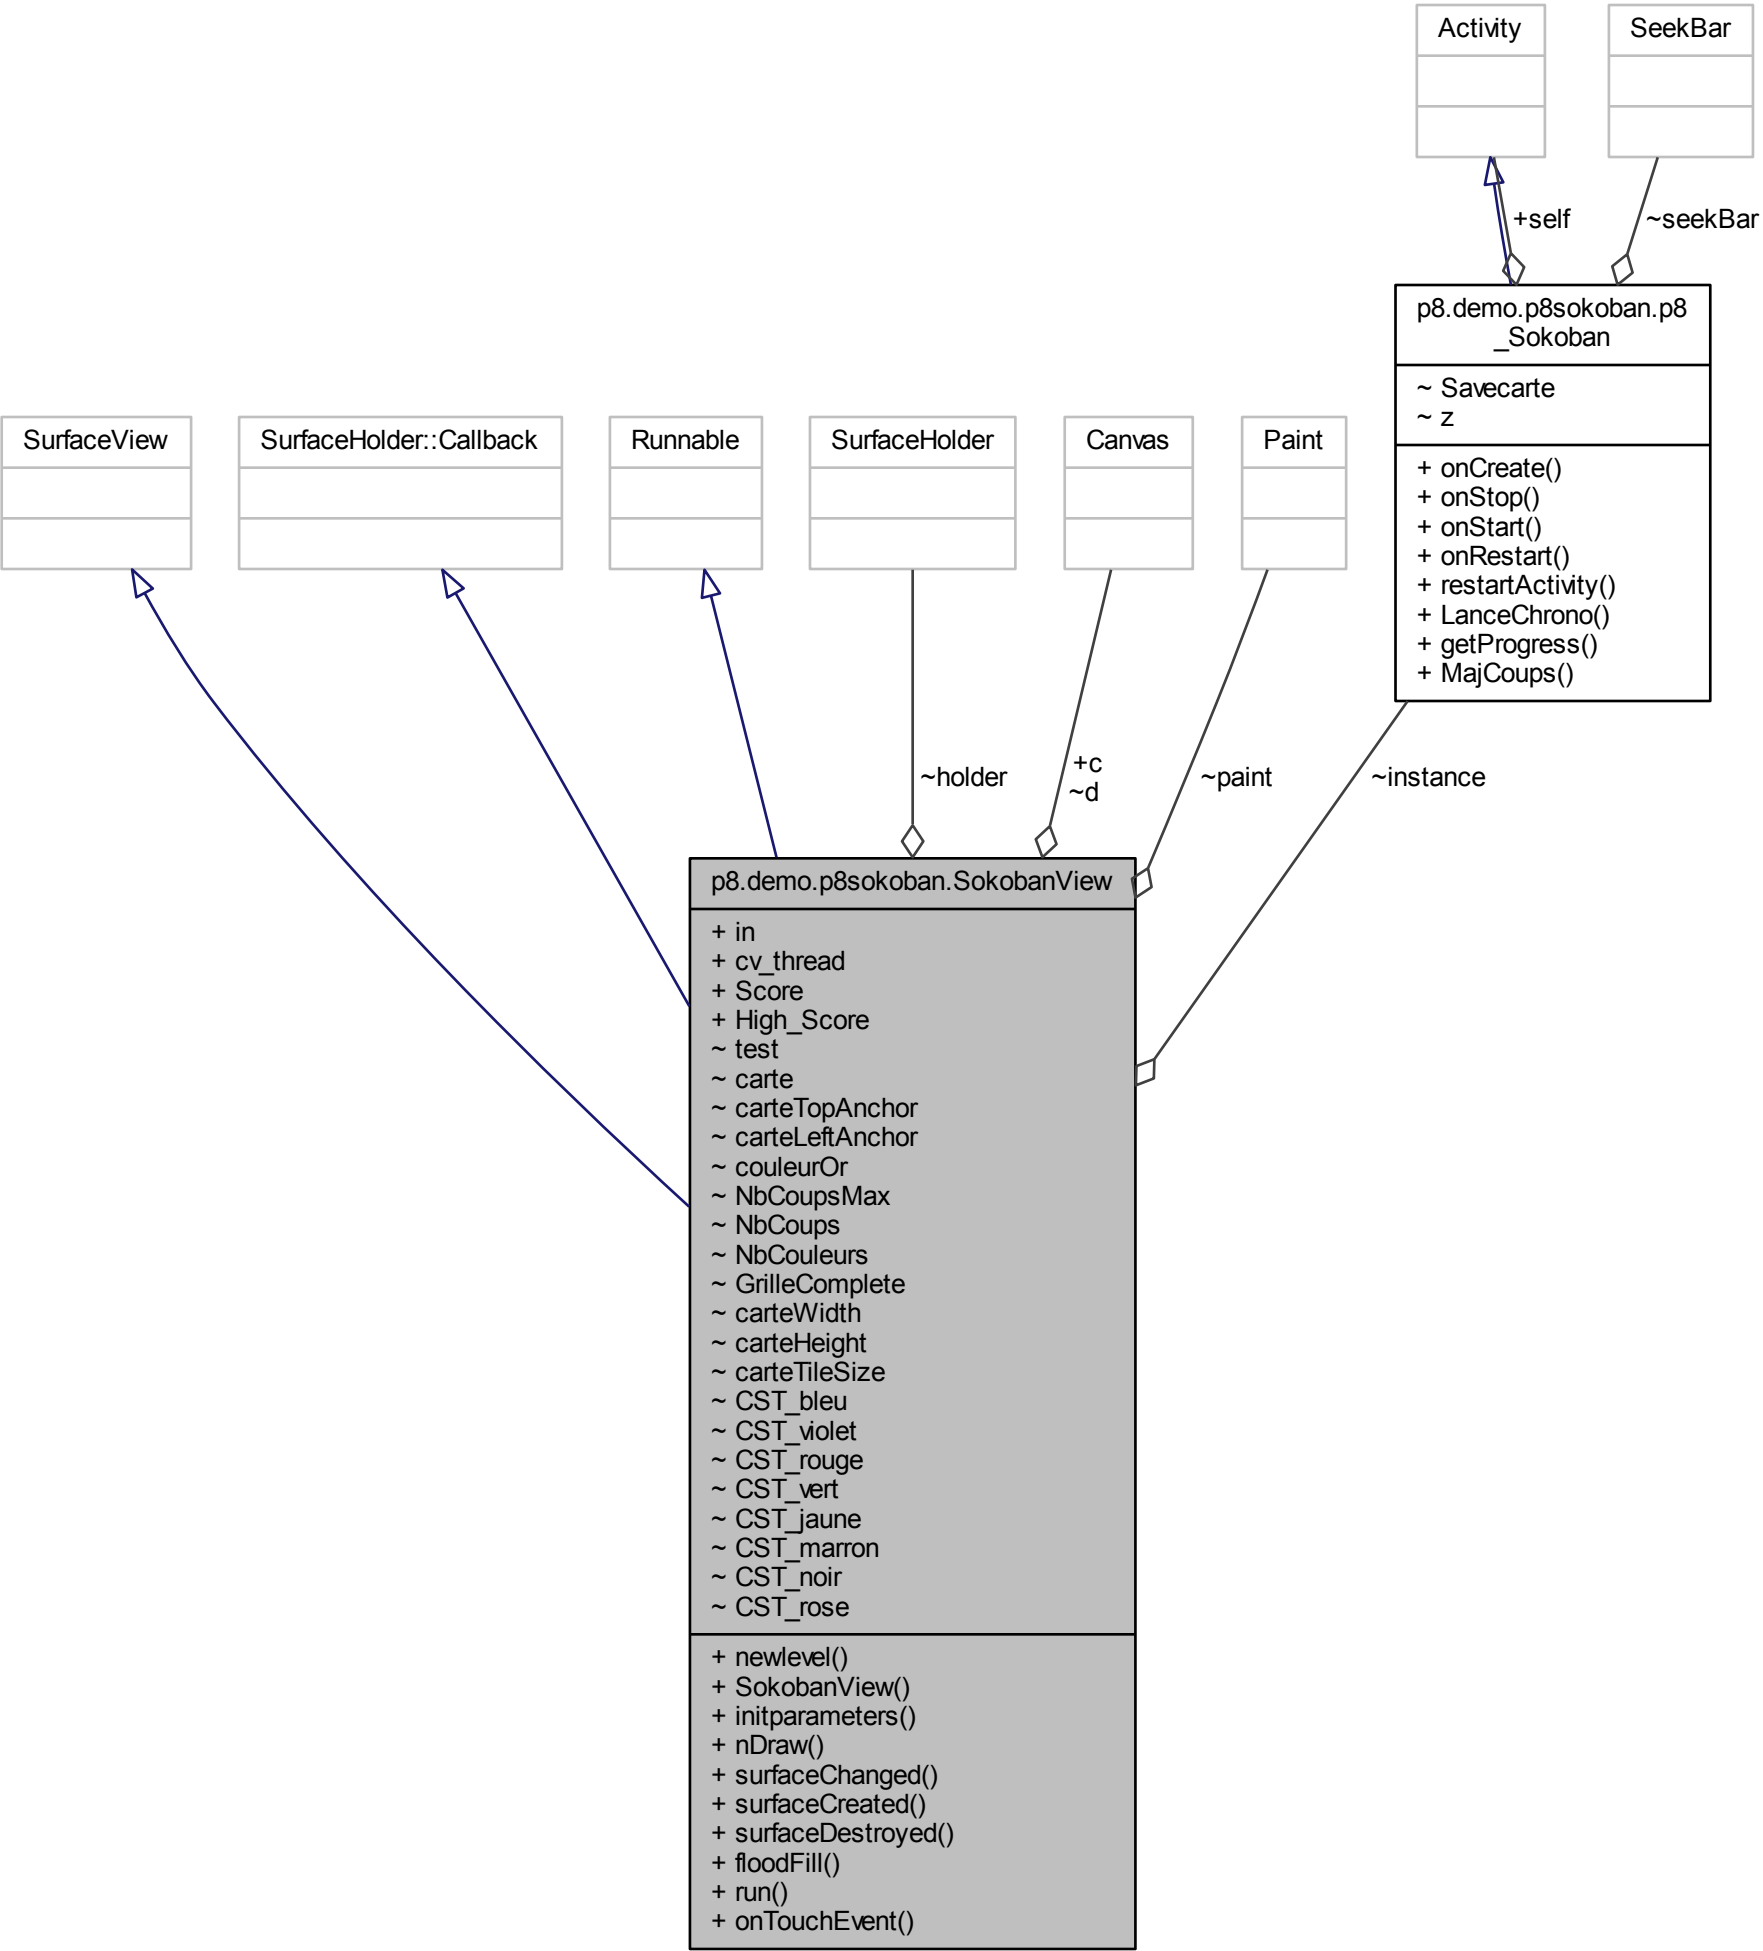 Activity
SeekBar
+self
~seekBar
p8.demo.p8sokoban.p8
_Sokoban
~ Savecarte
~ z
+ onCreate()
+ onStop()
+ onStart()
+ onRestart()
+ restartActivity()
+ LanceChrono()
+ getProgress()
+ MajCoups()
SurfaceView
SurfaceHolder::Callback
Runnable
SurfaceHolder
Canvas
Paint
~holder
+c
~d
~paint
~instance
p8.demo.p8sokoban.SokobanView
+ in
+ cv_thread
+ Score
+ High_Score
~ test
~ carte
~ carteTopAnchor
~ carteLeftAnchor
~ couleurOr
~ NbCoupsMax
~ NbCoups
~ NbCouleurs
~ GrilleComplete
~ carteWidth
~ carteHeight
~ carteTileSize
~ CST_bleu
~ CST_violet
~ CST_rouge
~ CST_vert
~ CST_jaune
~ CST_marron
~ CST_noir
~ CST_rose
+ newlevel()
+ SokobanView()
+ initparameters()
+ nDraw()
+ surfaceChanged()
+ surfaceCreated()
+ surfaceDestroyed()
+ floodFill()
+ run()
+ onTouchEvent()